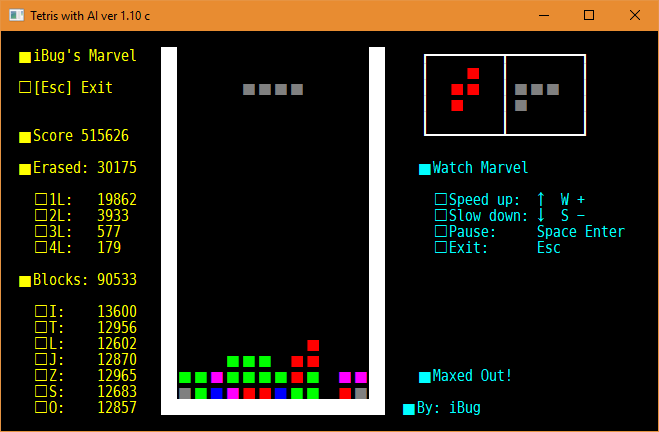 Tetris with AI ver 1.10 c
■iBug's Marvel
□[Esc] Exit
■Score 515626
■Erased: 30175
□1L: 19862
□2L: 3933
□3L: 577
□4L: 179
■Blocks: 90533
□I: 13600
□T: 12956
□L: 12602
□J: 12870
□Z: 12965
□S: 12683
□O: 12857
■Watch Marvel
□Speed up: ↑ W +
□Slow down: ↓ S -
□Pause: Space Enter
□Exit: Esc
■Maxed Out!
■By: iBug